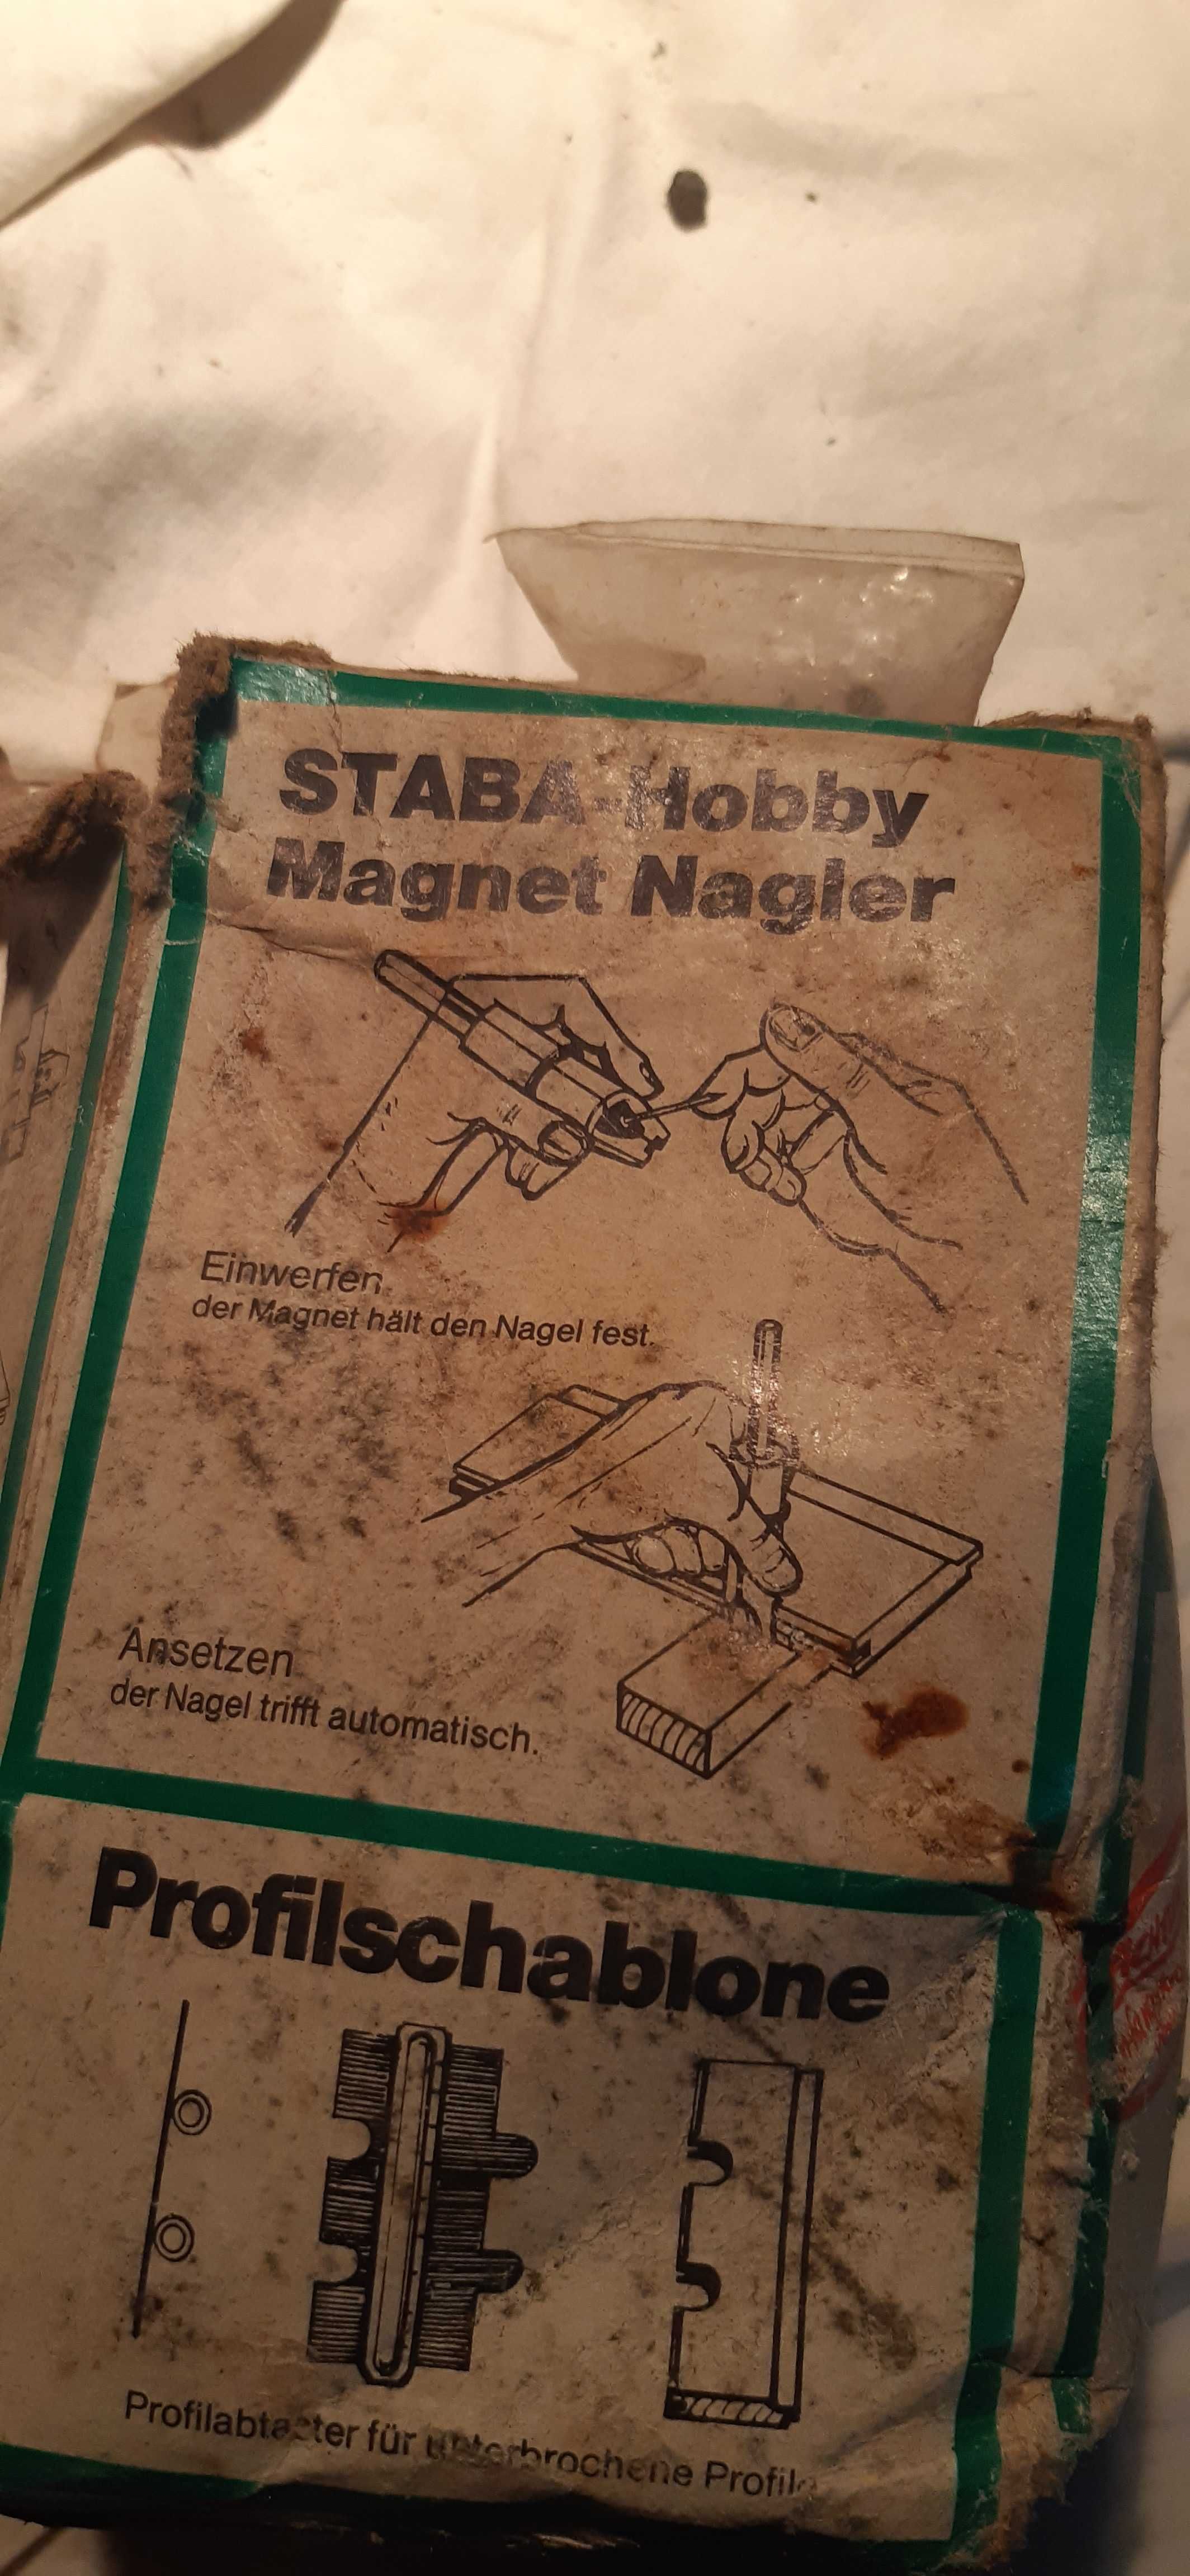 STABA-Hobby
Magnet Nagler
Einwerfen
der Magnet hält den Nagel fest.
Ansetzen
der Nagel trifft automatisch.
Profilschablone
Profilabtaster für unterbrochene Profile